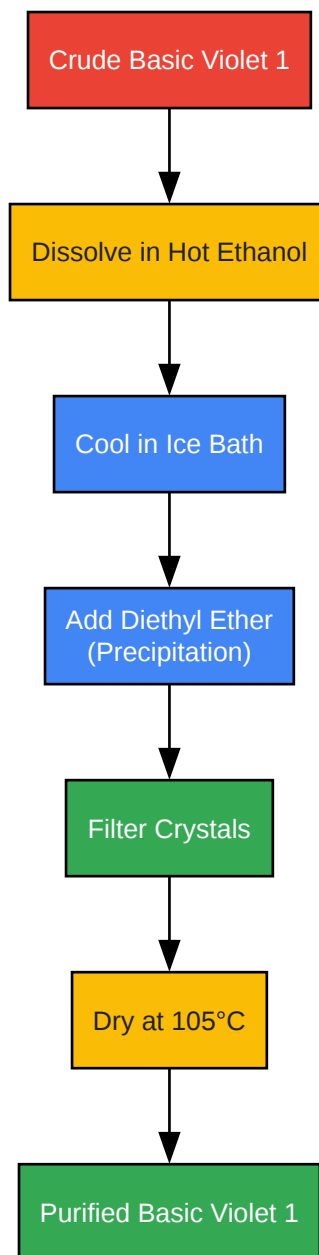 Crude Basic Violet 1
Dissolve in Hot Ethanol
Cool in Ice Bath
Add Diethyl Ether
(Precipitation)
Filter Crystals
Dry at 105°C
Purified Basic Violet 1